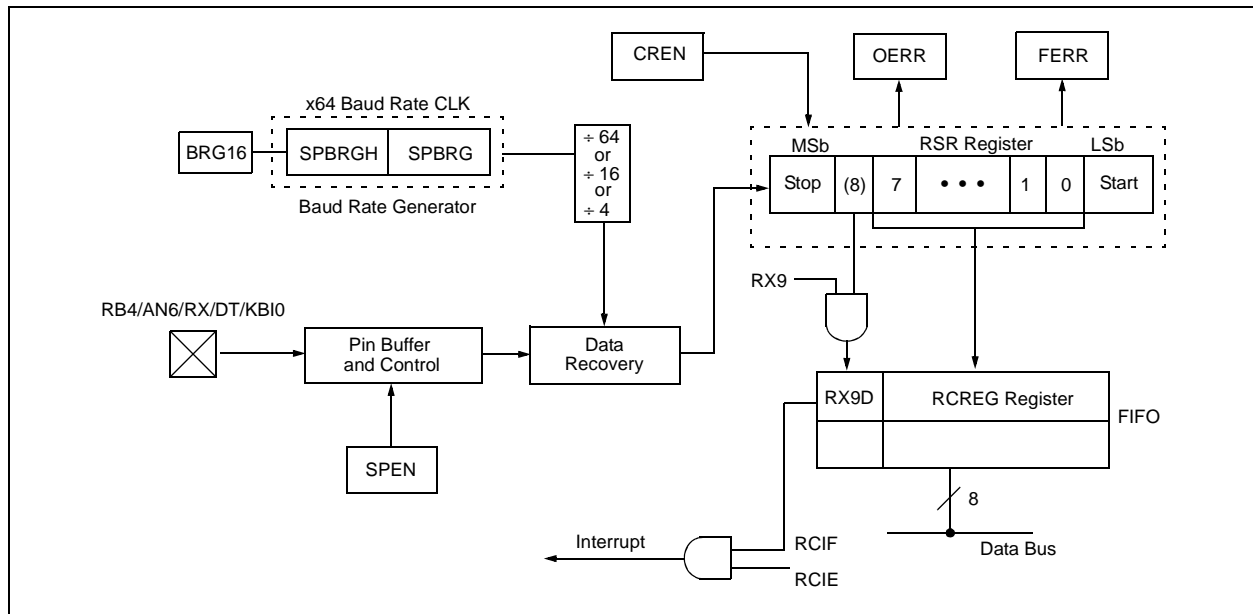 CREN
OERR
FERR
x64 Baud Rate CLK
BRG16
SPBRGH
SPBRG
Baud Rate Generator
÷ 64
or
÷ 16
or
÷ 4
MSb
RSR Register
LSb
Stop
(8)
7
• • •
1
0
Start
RX9
RB4/AN6/RX/DT/KBI0
Pin Buffer
and Control
Data
Recovery
SPEN
RX9D
RCREG Register
FIFO
8
Data Bus
Interrupt
RCIF
RCIE